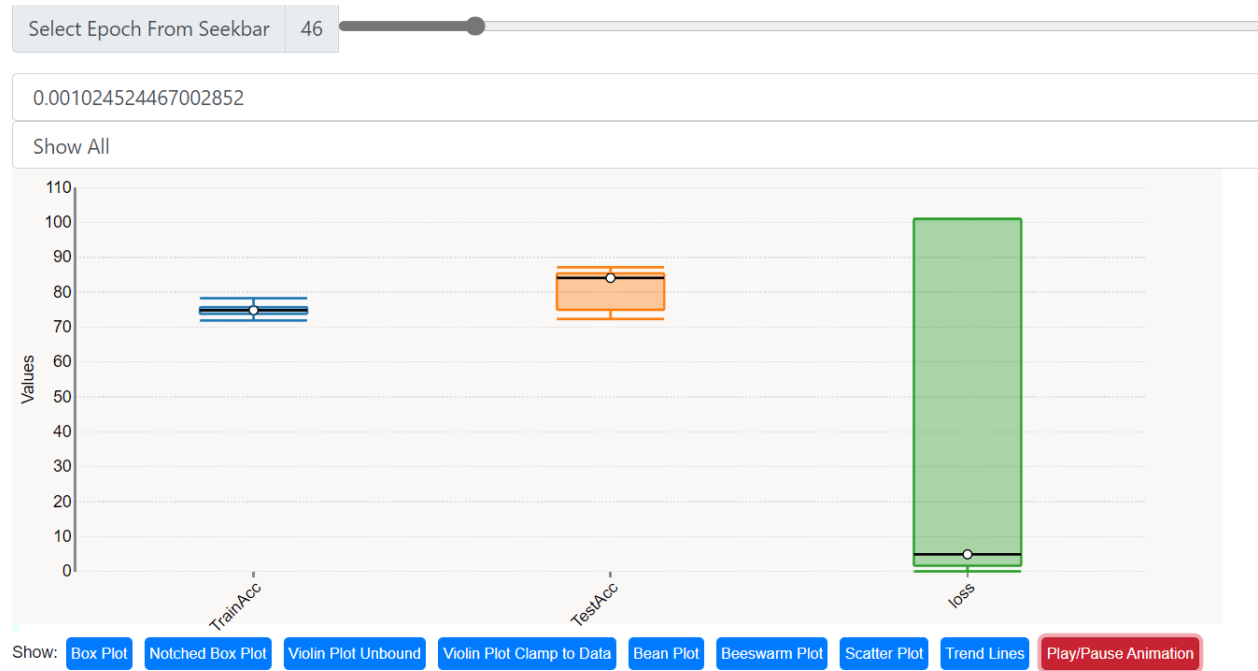 Select Epoch From Seekbar 46
0.001024524467002852
Show All
110
100
90
80
70
60
50
40
30
20
10
0
Values
TrainAcc
TestAcc
loss
Show: Box Plot Notched Box Plot Violin Plot Unbound Violin Plot Clamp to Data Bean Plot Beeswarm Plot Scatter Plot Trend Lines Play/Pause Animation